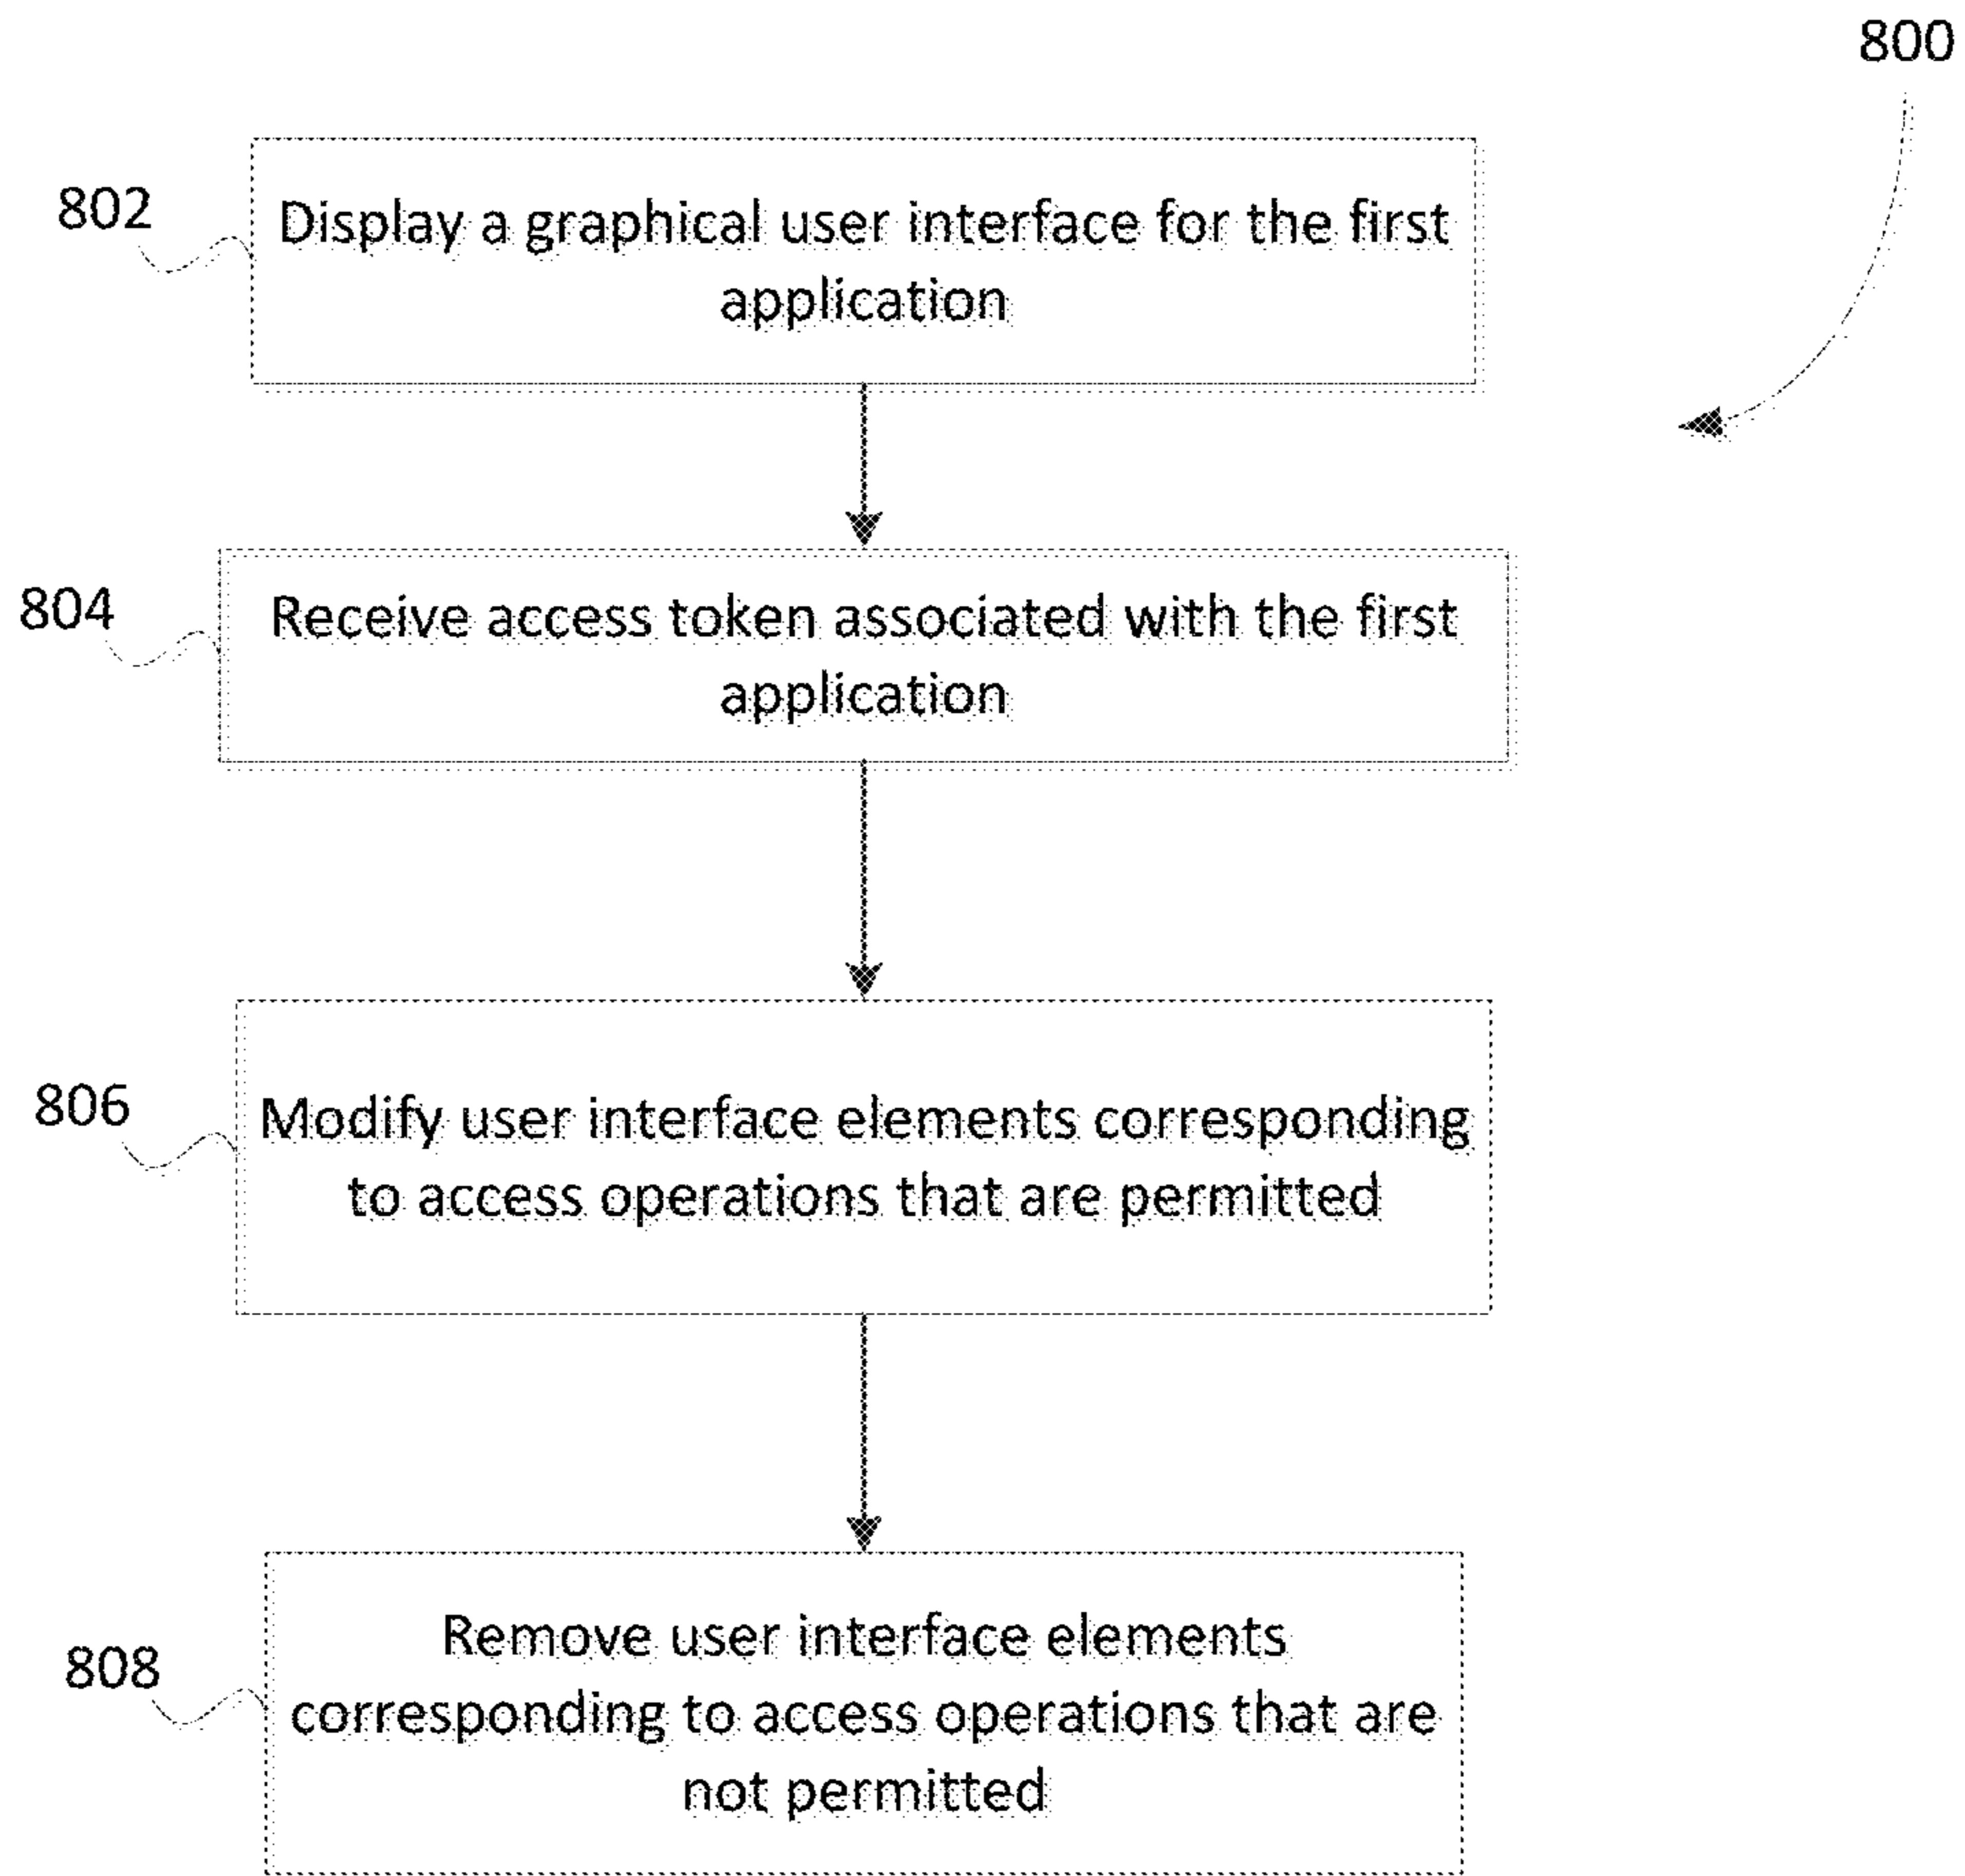 800
802
Display a graphical user interface for the first
application
804
Receive access token associated with the first
application
806
Modify user interface elements corresponding
to access operations that are permitted
808
Remove user interface elements
corresponding to access operations that are
not permitted